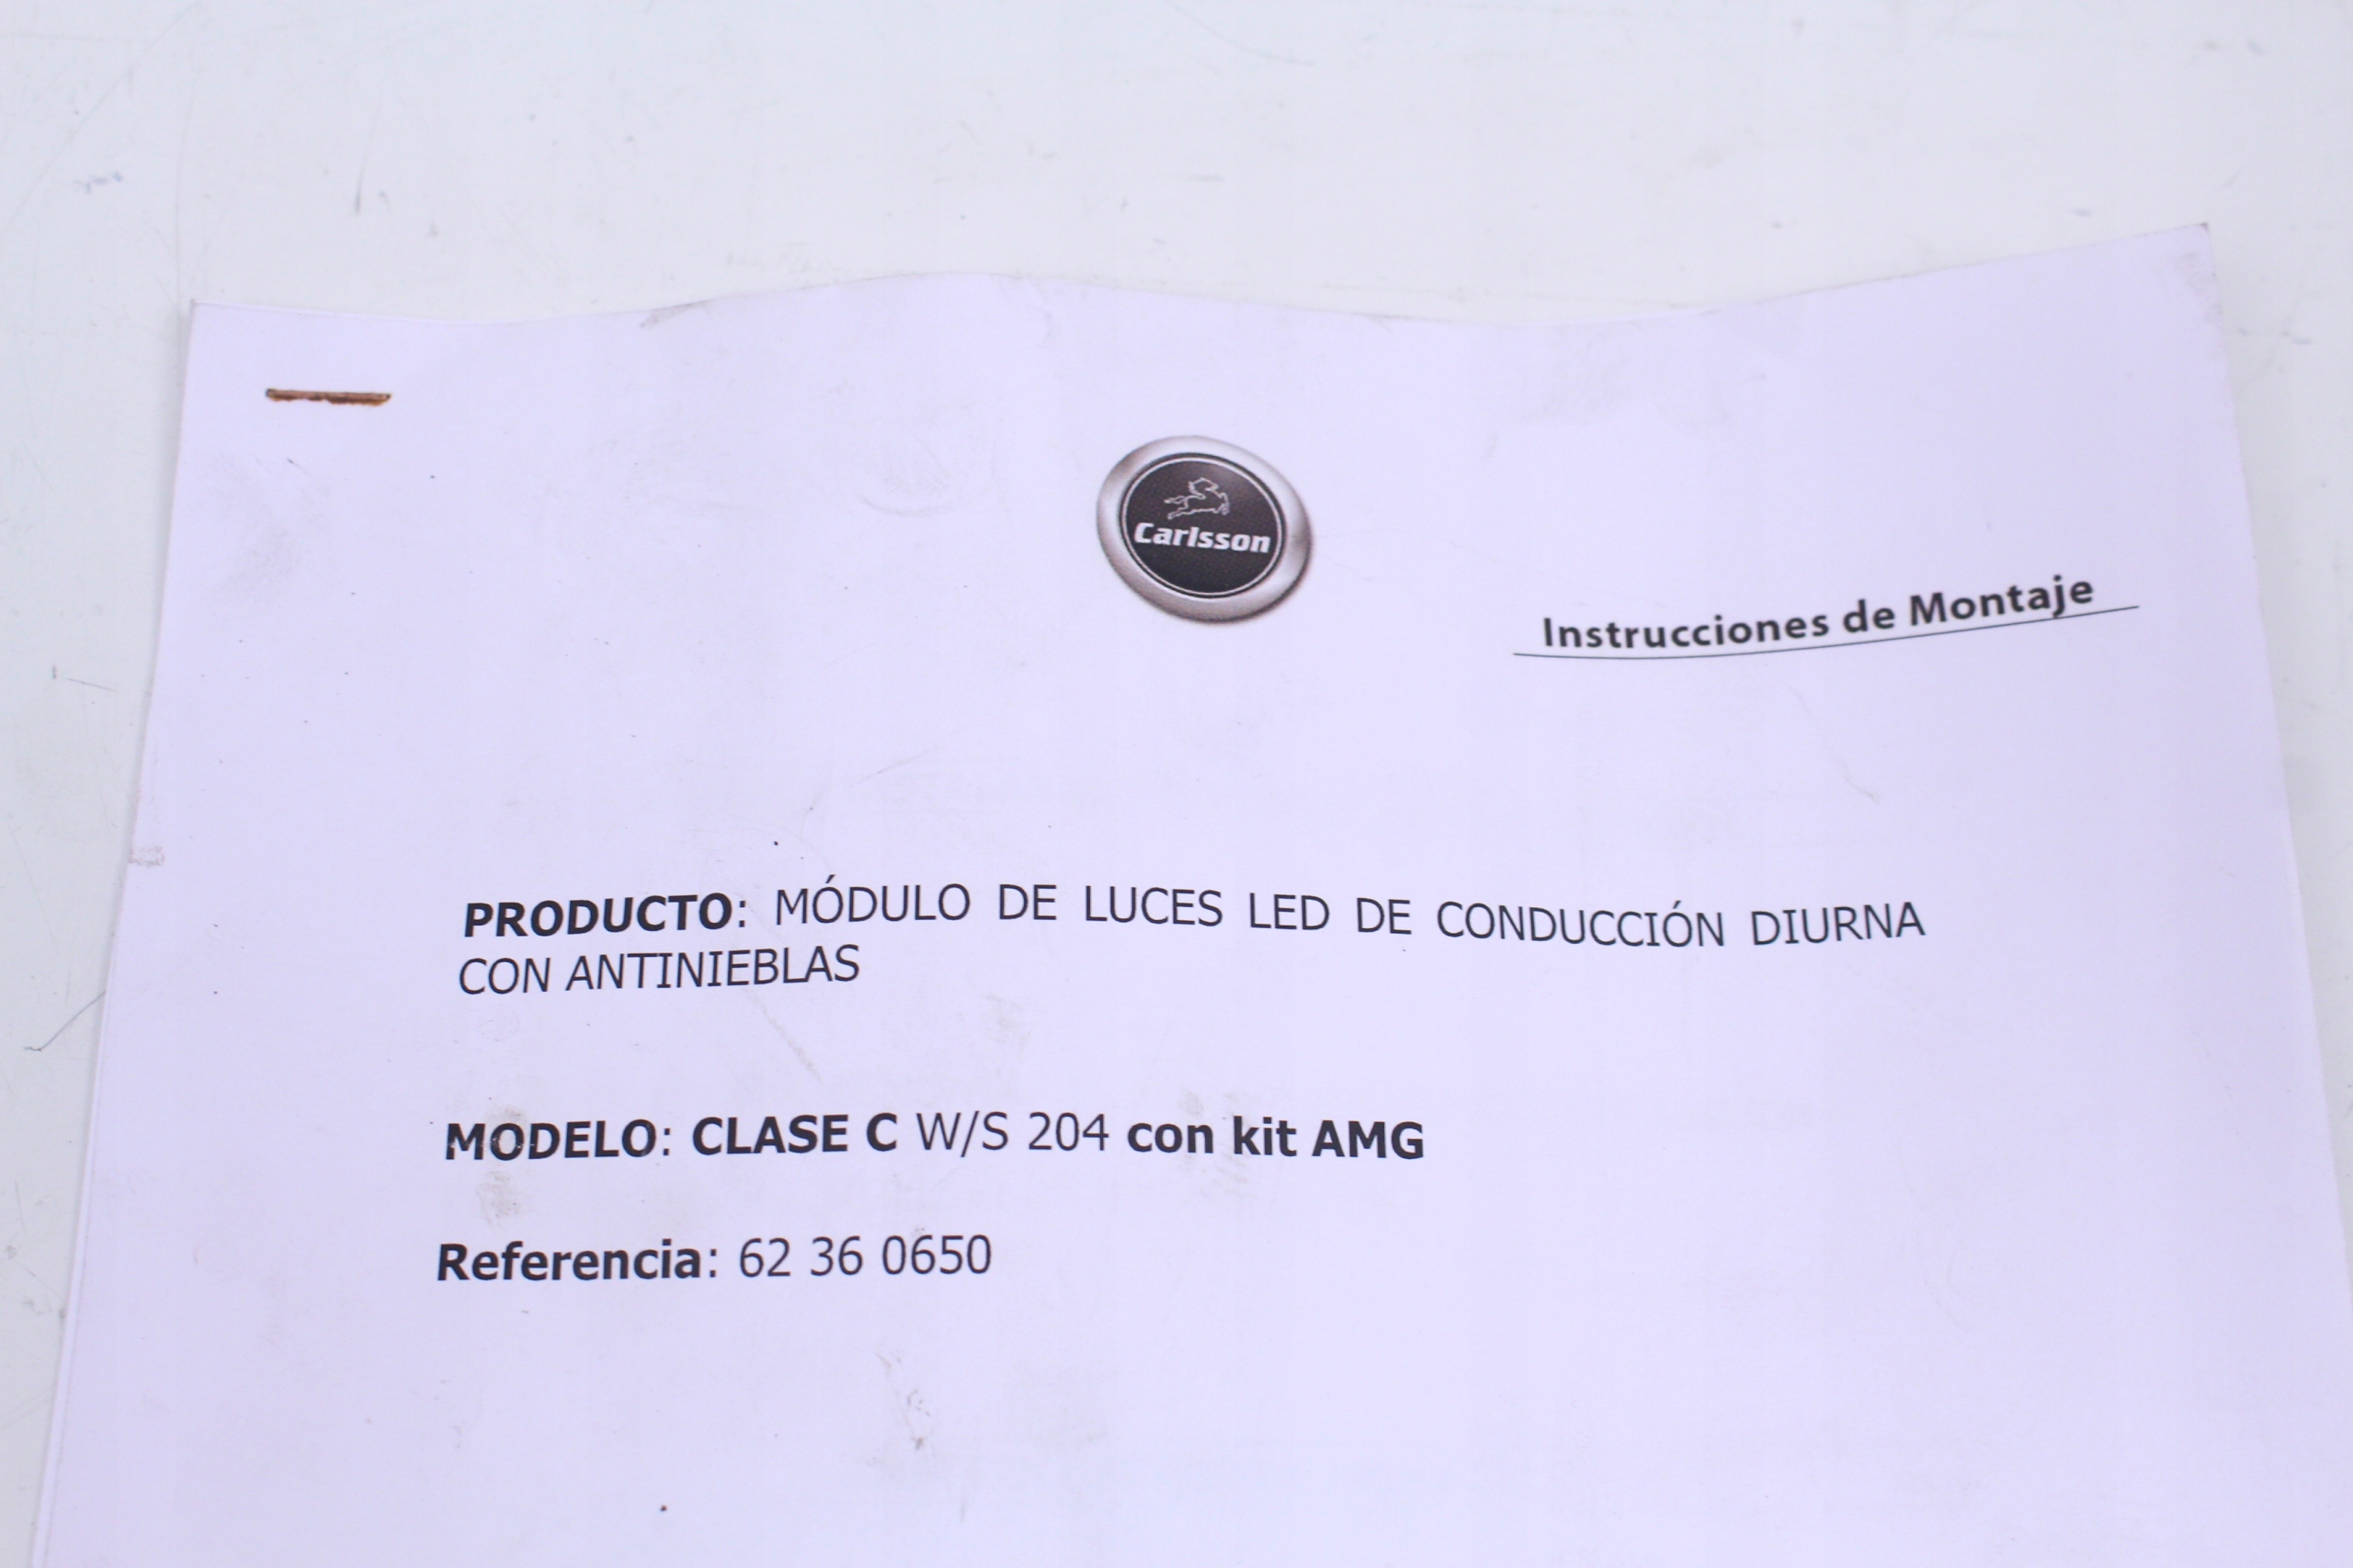 Carlsson
Instrucciones de Montaje
PRODUCTO: MÓDULO DE LUCES LED DE CONDUCCIÓN DIURNA
CON ANTINIEBLAS
MODELO: CLASE C W/S 204 con kit AMG
Referencia: 62 36 0650